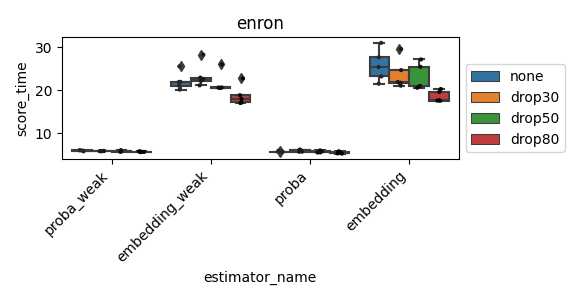 enron
score_time
30
20
10
proba_weak
embedding_weak
proba
embedding
estimator_name
none
drop30
drop50
drop80